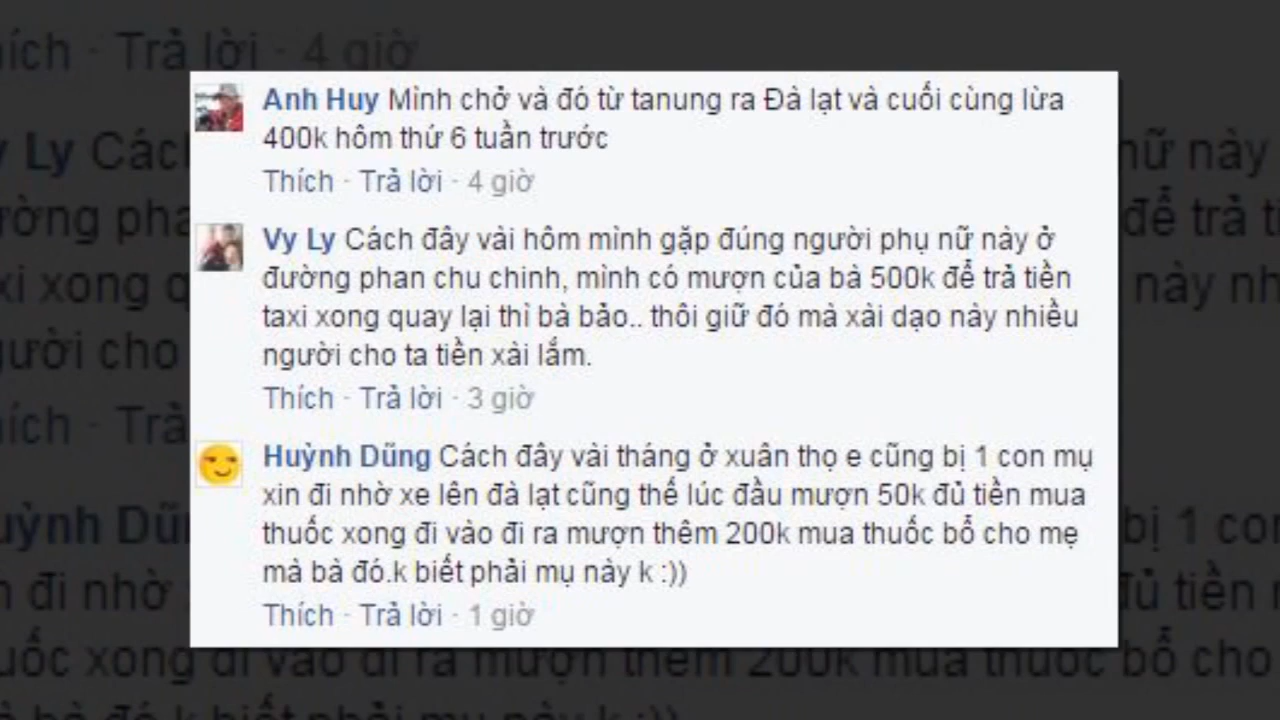 Anh Huy Mình chở và đó từ tanung ra Đà lạt và cuối cùng lừa
400k hôm thứ 6 tuần trước
Thích · Trả lời · 4 giờ
Vy Ly Cách đây vài hôm mình gặp đúng người phụ nữ này ở
đường phan chu chinh, mình có mượn của bà 500k để trả tiền
taxi xong quay lại thì bà bảo.. thôi giữ đó mà xài dạo này nhiều
người cho ta tiền xài lắm.
Thích · Trả lời · 3 giờ
Huỳnh Dũng Cách đây vài tháng ở xuân thọ e cũng bị 1 con mụ
xin đi nhờ xe lên đà lạt cũng thế lúc đầu mượn 50k đủ tiền mua
thuốc xong đi vào đi ra mượn thêm 200k mua thuốc bổ cho mẹ
mà bà đó.k biết phải mụ này k :))
Thích · Trả lời · 1 giờ